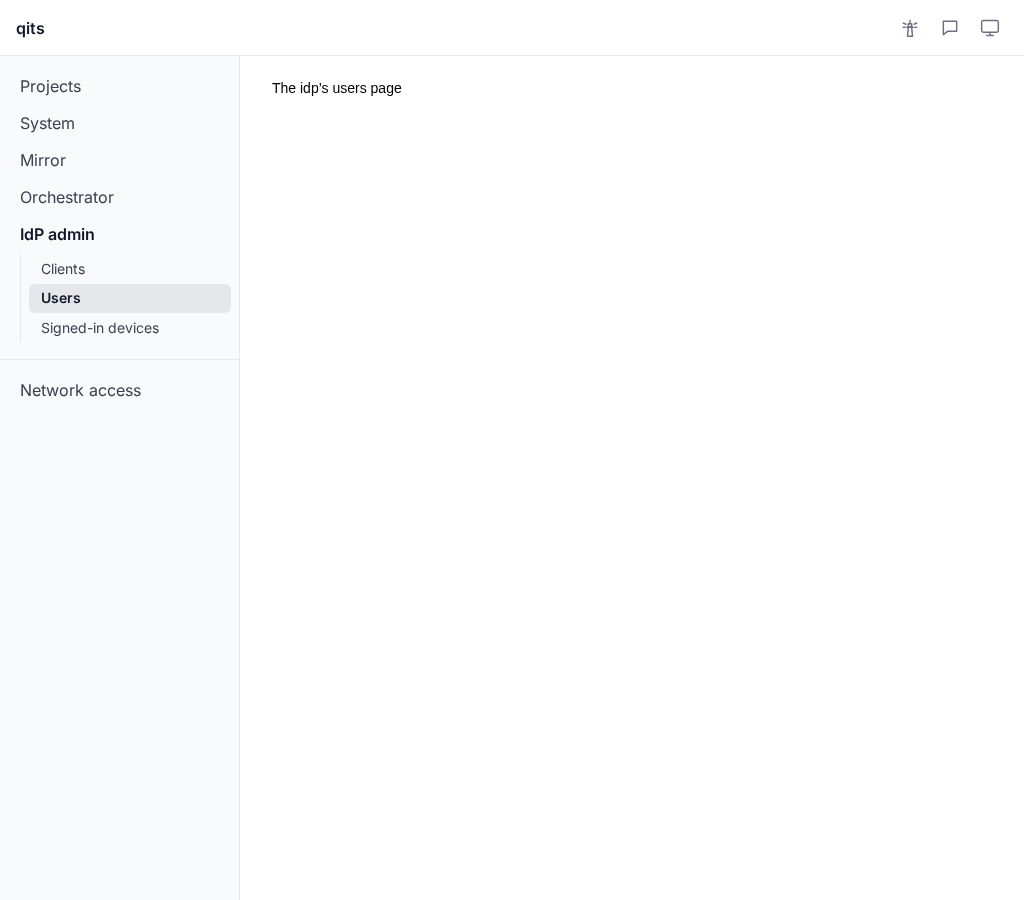 qits
Projects
System
Mirror
Orchestrator
IdP admin
Clients
Users
Signed-in devices
Network access
The idp's users page